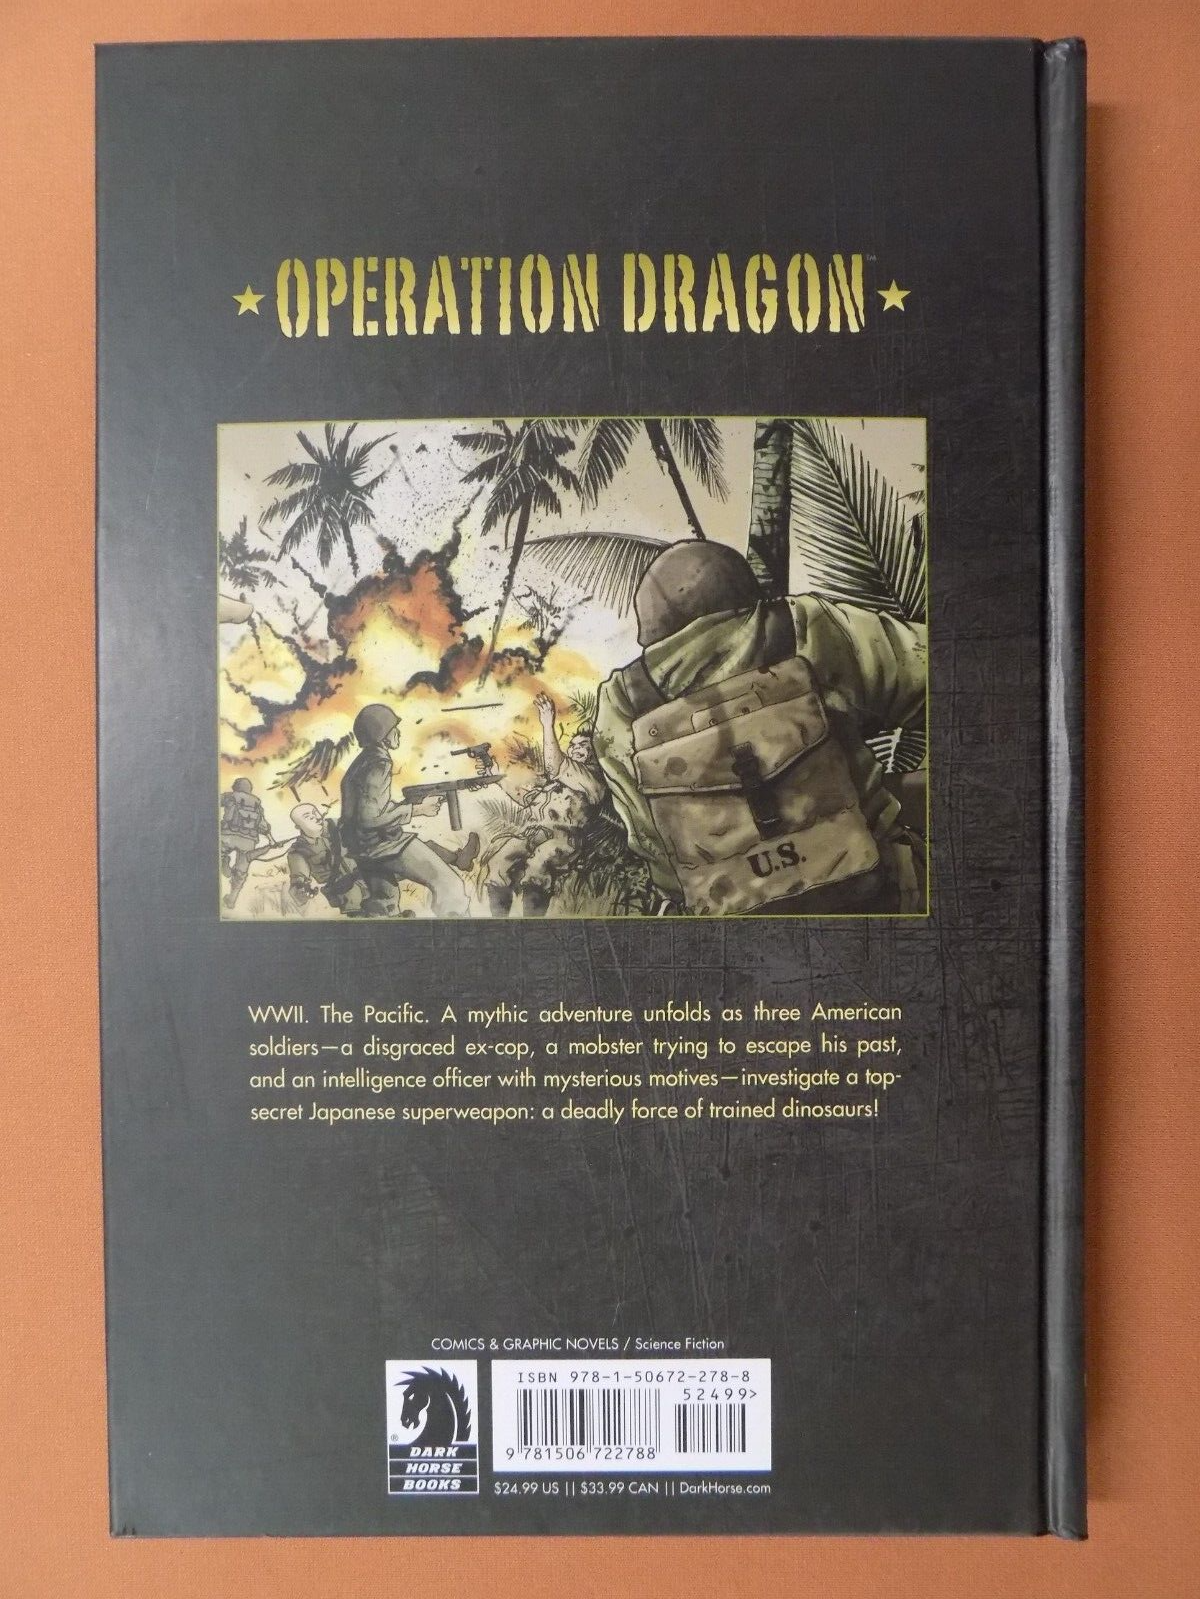 ★ OPERATION DRAGON™ ★
U.S.
WWII. The Pacific. A mythic adventure unfolds as three American
soldiers—a disgraced ex-cop, a mobster trying to escape his past,
and an intelligence officer with mysterious motives—investigate a top-
secret Japanese superweapon: a deadly force of trained dinosaurs!
COMICS & GRAPHIC NOVELS / Science Fiction
®
DARK
HORSE
BOOKS
ISBN 978-1-50672-278-8
52499>
9 781506 722788
$24.99 US || $33.99 CAN || DarkHorse.com